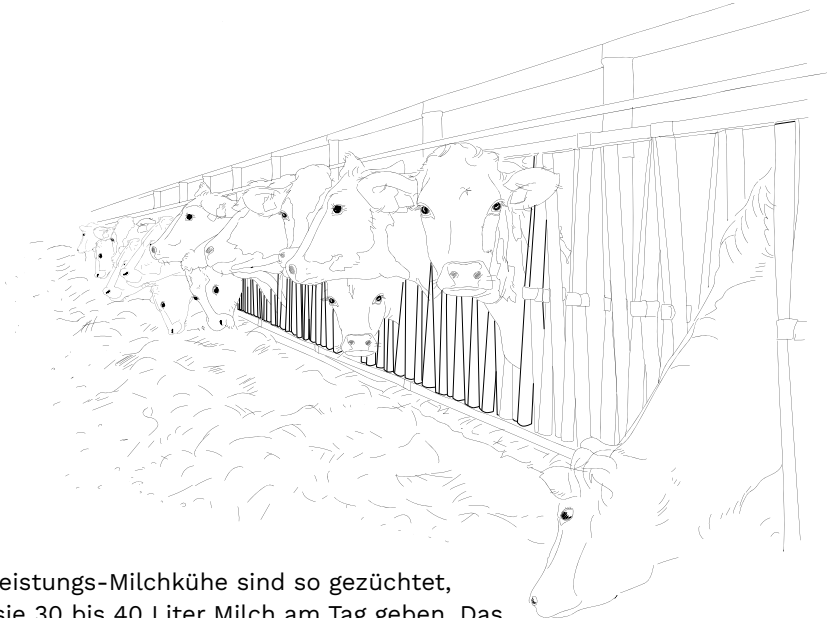 eistungs-Milchkühe sind so gezüchtet,
sie 30 bis 40 Liter Milch am Tag geben. Das